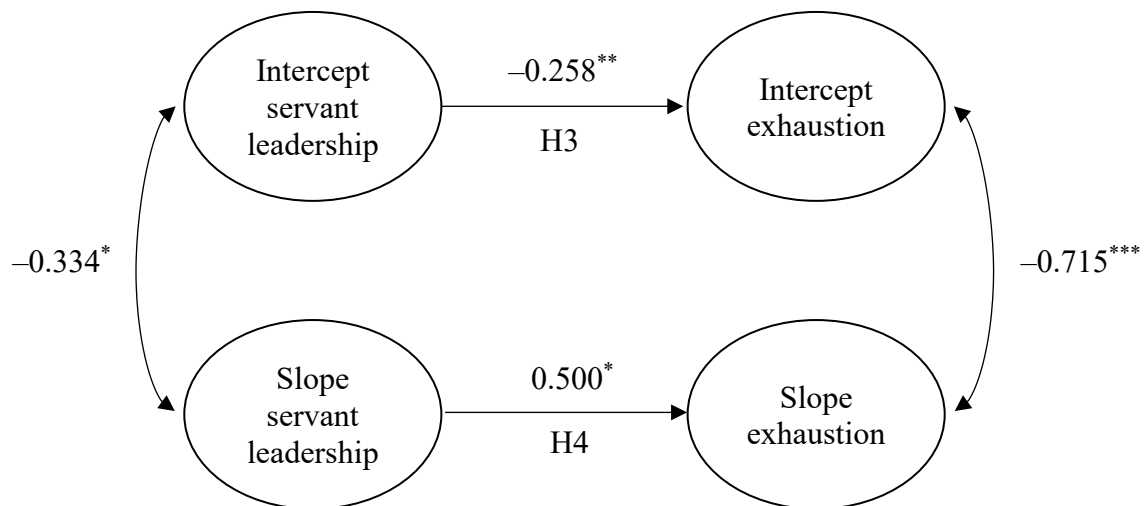 Intercept
servant
leadership
–0.258**
H3
Intercept
exhaustion
–0.334*
–0.715***
Slope
servant
leadership
0.500*
H4
Slope
exhaustion